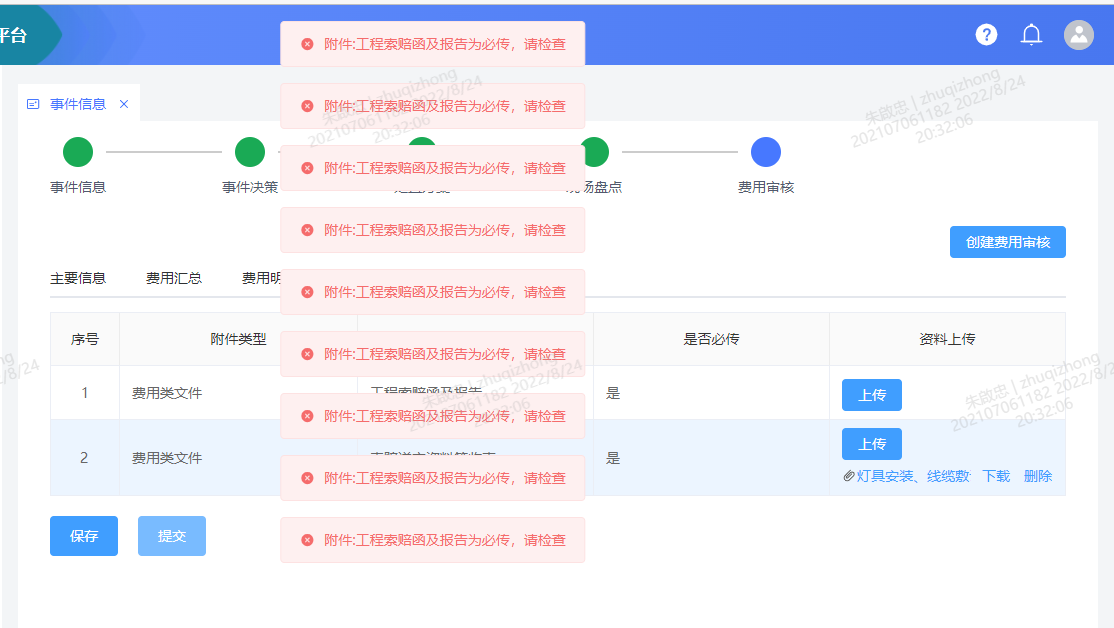 平台
?
附件:工程索赔函及报告为必传，请检查
事件信息
附件:工程索赔函及报告为必传，请检查
朱啟忠 | zhuqizhong
202107061182 2022/8/24
20:32:06
朱啟忠 | zhuqizhong
202107061182 2022/8/24
20:32:06
附件:工程索赔函及报告为必传，请检查
事件信息
事件决策
现场盘点
费用审核
附件:工程索赔函及报告为必传，请检查
创建费用审核
主要信息
费用汇总
费用明
附件:工程索赔函及报告为必传，请检查
序号
附件类型
是否必传
资料上传
附件:工程索赔函及报告为必传，请检查
1
费用类文件
工程索赔函及报告
是
上传
朱啟忠 | zhuqizhong
202107061182 2022/8/24
20:32:06
朱啟忠 | zhuqizhong
202107061182 2022/8/24
20:32:06
附件:工程索赔函及报告为必传，请检查
2
费用类文件
是
上传
附件:工程索赔函及报告为必传，请检查
灯具安装、线缆敷
下载
删除
保存
提交
附件:工程索赔函及报告为必传，请检查